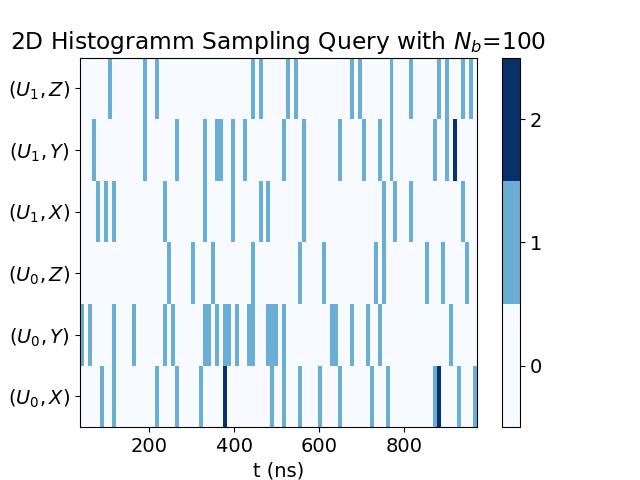 2D Histogramm Sampling Query with $N_b$=100
$(U_1, Z)$
$(U_1, Y)$
$(U_1, X)$
$(U_0, Z)$
$(U_0, Y)$
$(U_0, X)$
200 400 600 800
t (ns)
2
1
0